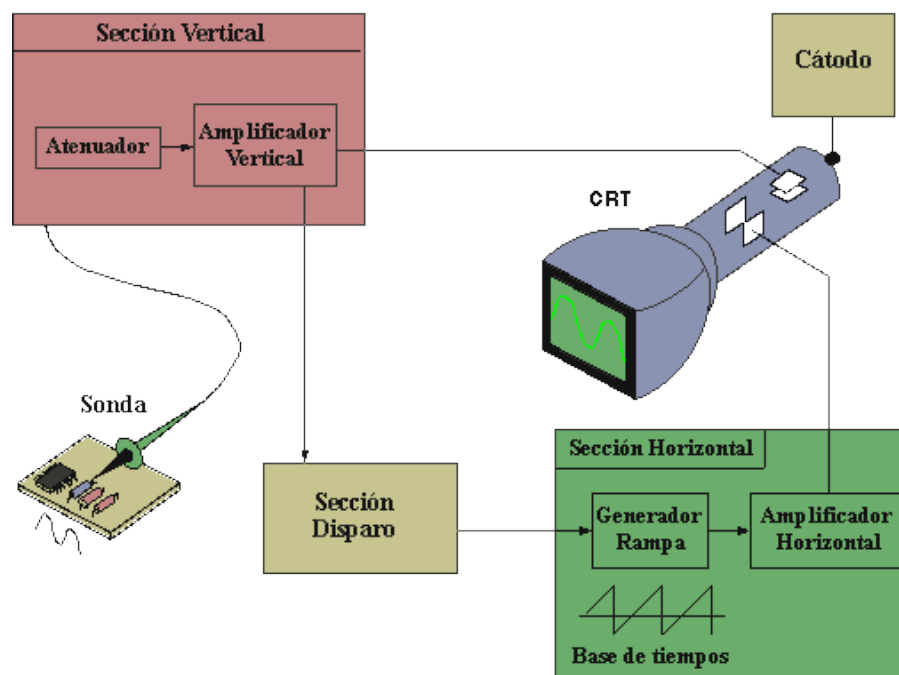 Sección Vertical
Cátodo
Atenuador
Amplificador
Vertical
CRT
Sonda
Sección
Disparo
Sección Horizontal
Generador
Rampa
Amplificador
Horizontal
Base de tiempos